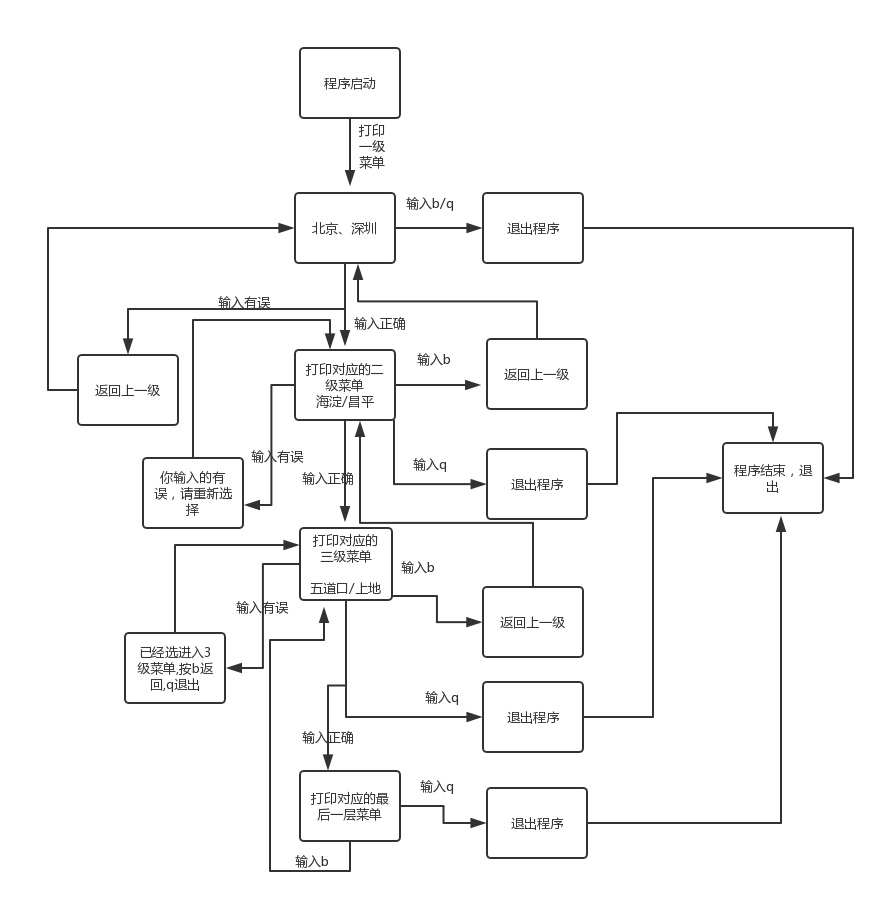 程序启动
打印
一级
菜单
输入b/q
北京、深圳
退出程序
输入有误
输入正确
输入b
返回上一级
打印对应的二
级菜单
海淀/昌平
返回上一级
输入有误
输入q
输入正确
程序结束，退
出
你输入的有
误，请重新选
择
退出程序
打印对应的
三级菜单
五道口/上地
输入b
输入有误
返回上一级
已经选进入3
级菜单,按b返
回,q退出
输入q
退出程序
输入正确
输入q
打印对应的最
后一层菜单
退出程序
输入b